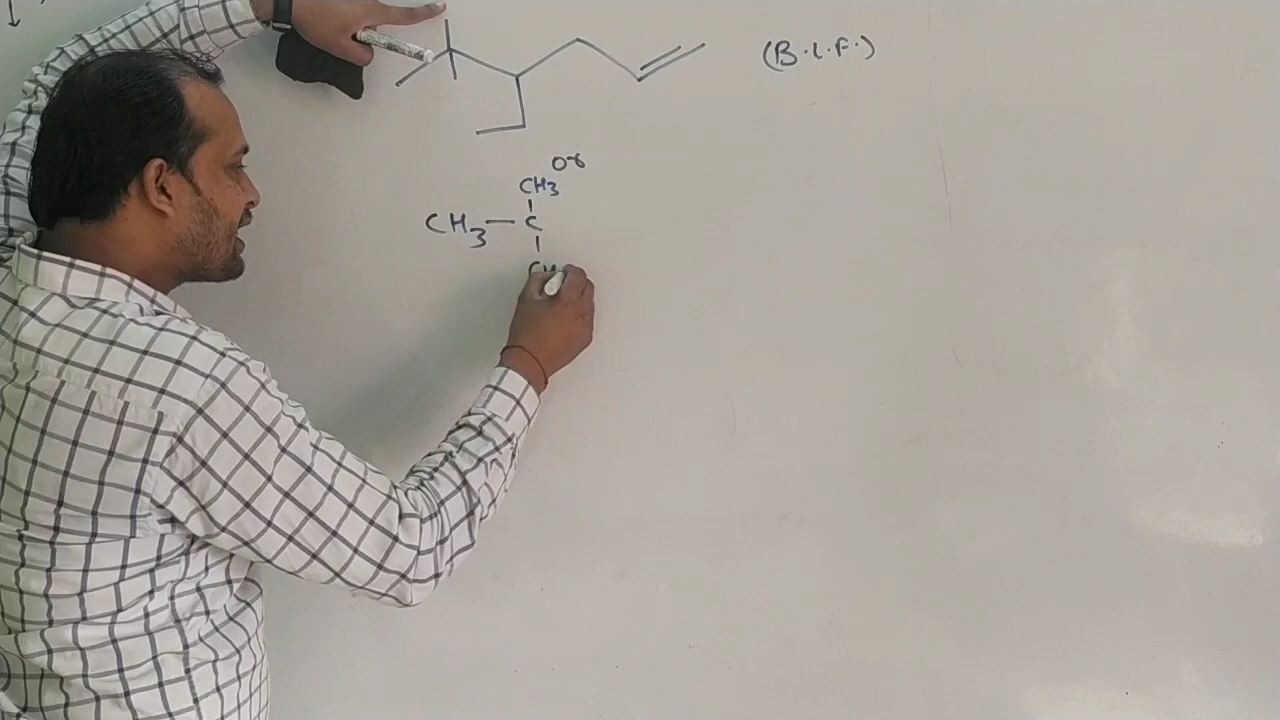 (B.L.F.)
Or
CH3
CH3 — C
CH